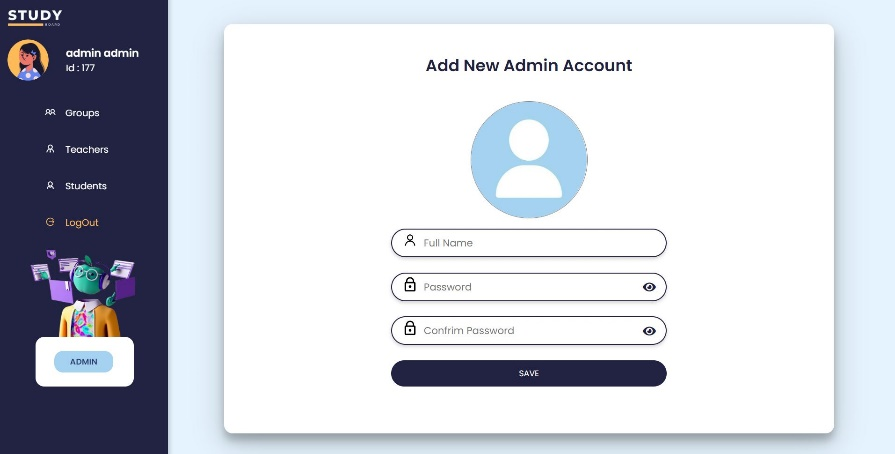 STUDY
BOARD
admin admin
Id : 177
Groups
Teachers
Students
LogOut
ADMIN
Add New Admin Account
Full Name
Password
Confrim Password
SAVE